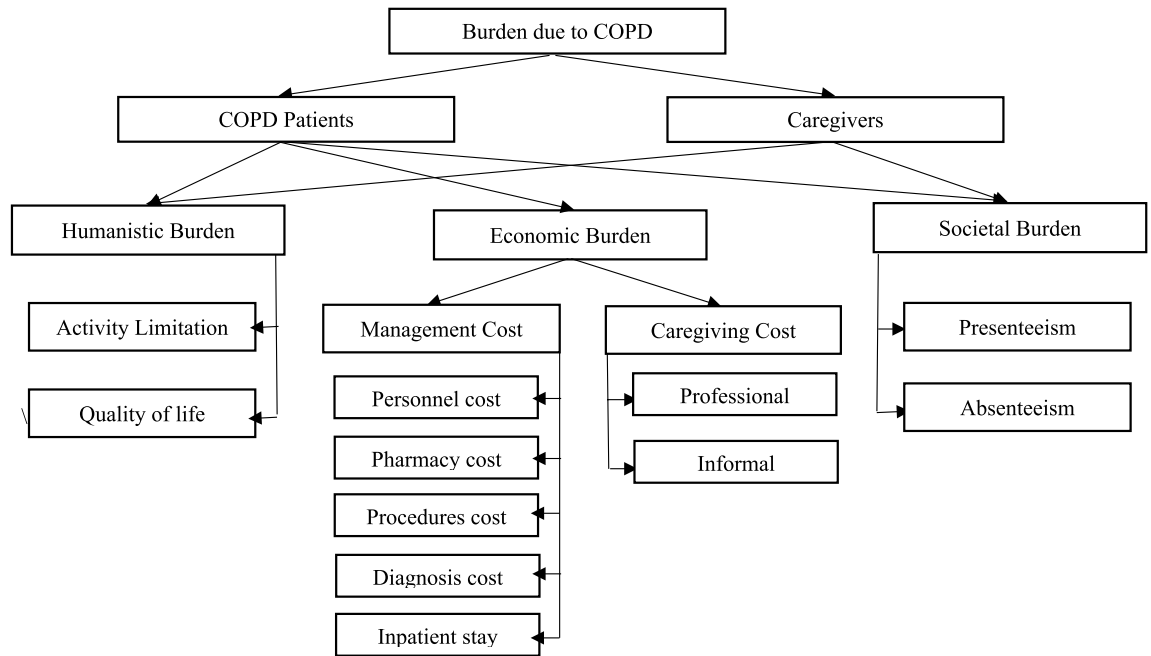 Burden due to COPD
COPD Patients
Caregivers
Humanistic Burden
Economic Burden
Societal Burden
Activity Limitation
Quality of life
Management Cost
Caregiving Cost
Personnel cost
Pharmacy cost
Procedures cost
Diagnosis cost
Inpatient stay
Professional
Informal
Presenteeism
Absenteeism